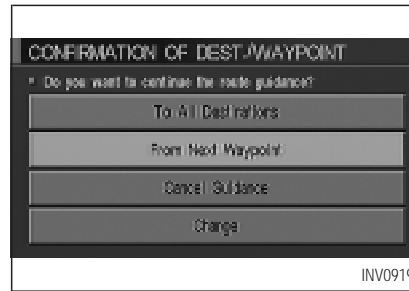 CONFIRMATION OF DEST./WAYPOINT
Do you want to continue the route guidance?
To All Destinations
From Next Waypoint
Cancel Guidance
Change
INV0919